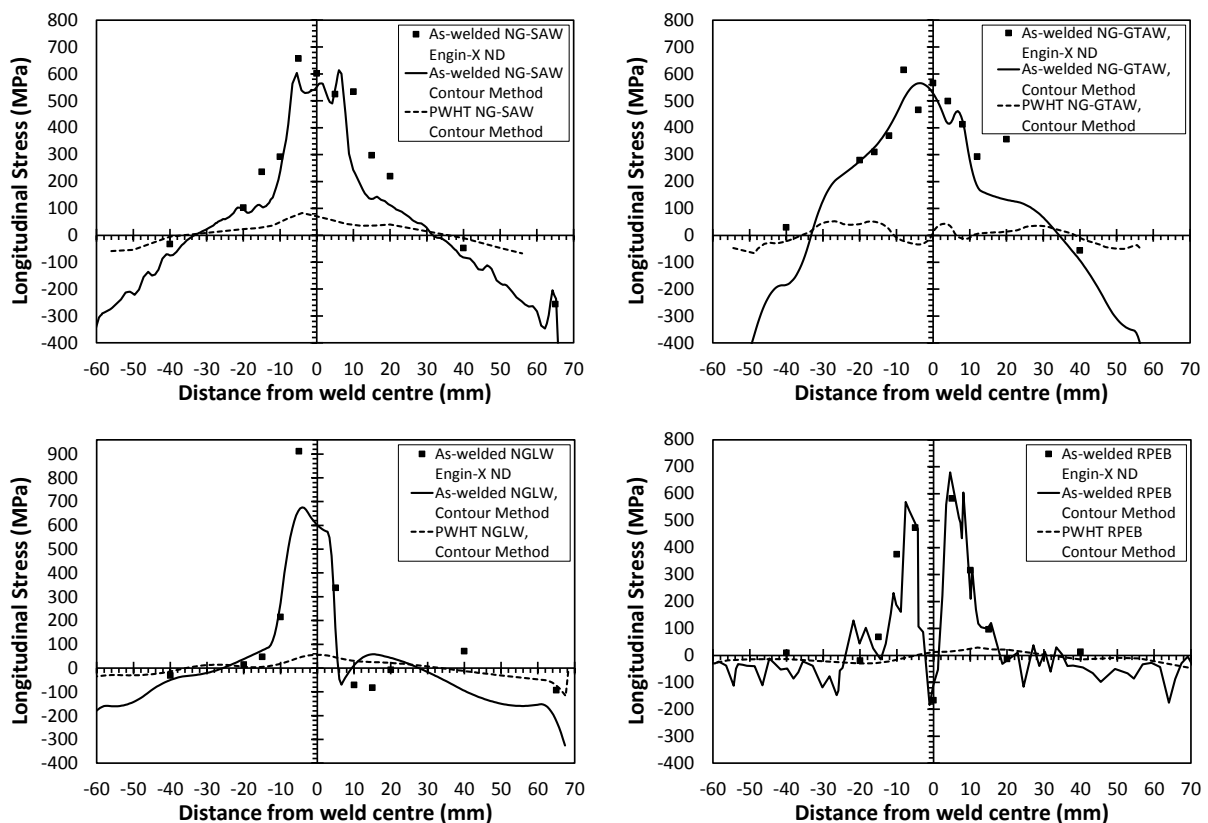 800
700
600
500
400
300
200
100
0
-100
-200
-300
-400
Longitudinal Stress (MPa)
As-welded NG-SAW
Engin-X ND
As-welded NG-SAW
Contour Method
PWHT NG-SAW
Contour Method
-60 -50 -40 -30 -20 -10 0 10 20 30 40 50 60 70
Distance from weld centre (mm)
800
700
600
500
400
300
200
100
0
-100
-200
-300
-400
Longitudinal Stress (MPa)
As-welded NG-GTAW,
Engin-X ND
As-welded NG-GTAW,
Contour Method
PWHT NG-GTAW,
Contour Method
-60 -50 -40 -30 -20 -10 0 10 20 30 40 50 60 70
Distance from weld centre (mm)
900
800
700
600
500
400
300
200
100
0
-100
-200
-300
-400
Longitudinal Stress (MPa)
As-welded NGLW
Engin-X ND
As-welded NGLW,
Contour Method
PWHT NGLW,
Contour Method
-60 -50 -40 -30 -20 -10 0 10 20 30 40 50 60 70
Distance from weld centre (mm)
800
700
600
500
400
300
200
100
0
-100
-200
-300
-400
Longitudinal Stress (MPa)
As-welded RPEB
Engin-X ND
As-welded RPEB
Contour Method
PWHT RPEB
Contour Method
-60 -50 -40 -30 -20 -10 0 10 20 30 40 50 60 70
Distance from weld centre (mm)